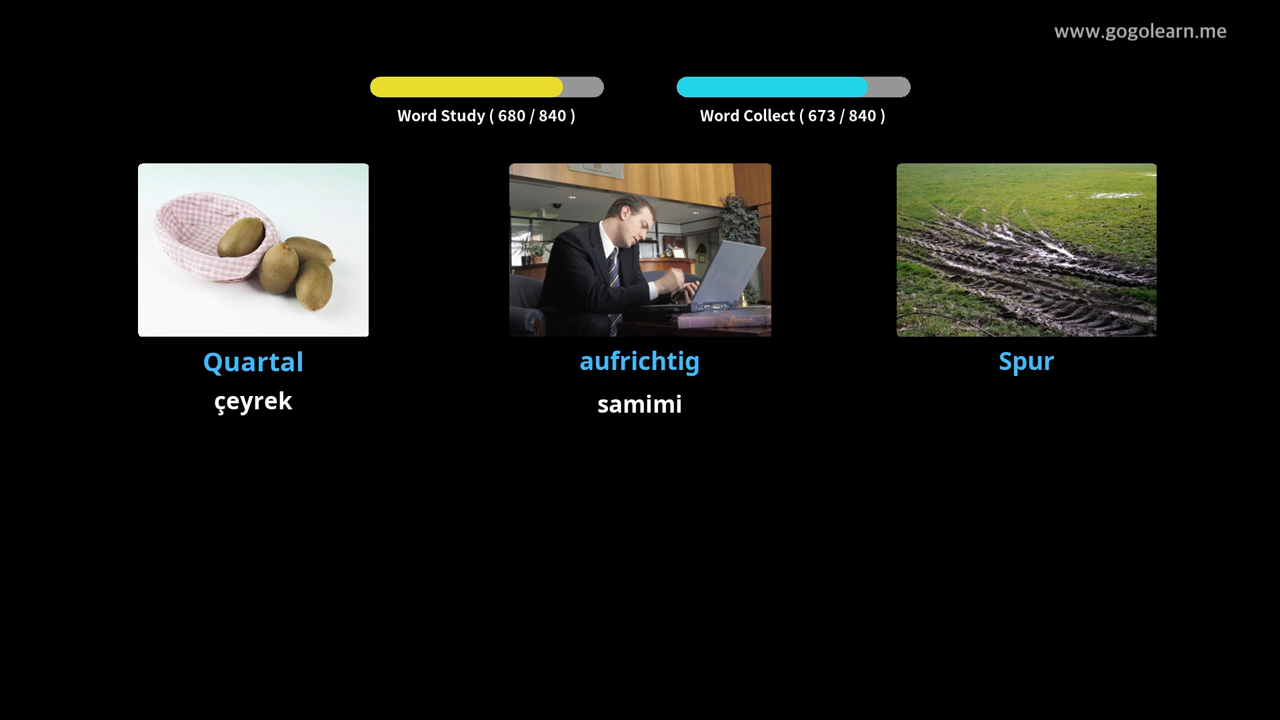 www.gogolearn.me
Word Study ( 680 / 840 )
Word Collect ( 673 / 840 )
Quartal
aufrichtig
Spur
çeyrek
samimi